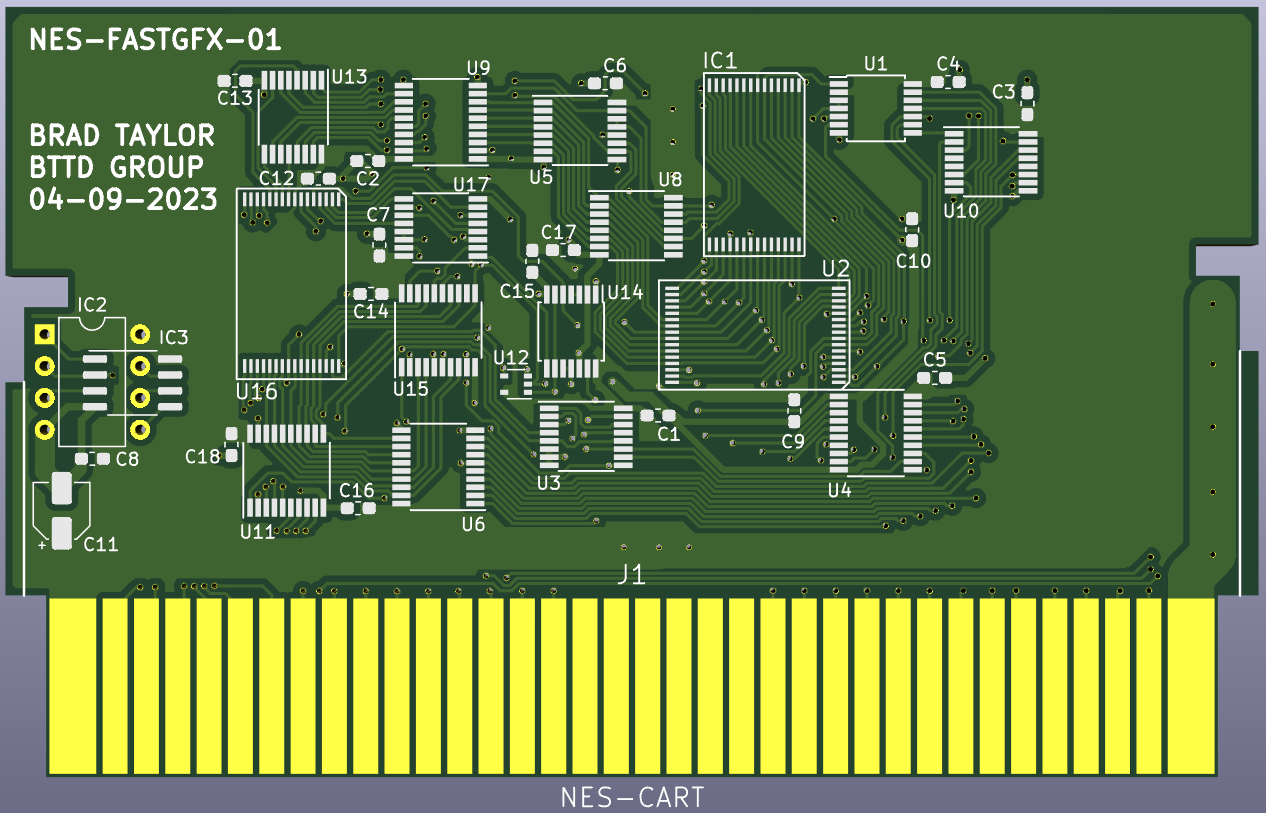 NES-FASTGFX-01
BRAD TAYLOR
BTTD GROUP
04-09-2023
C13
U13
U9
C6
IC1
U1
C4
C3
C12
C2
U17
U5
U8
U10
C7
C17
C10
C15
U2
C14
U14
IC2
IC3
U12
C5
U16
U15
C1
C9
C18
C8
U3
U4
C16
U11
U6
C11
+
J1
NES-CART